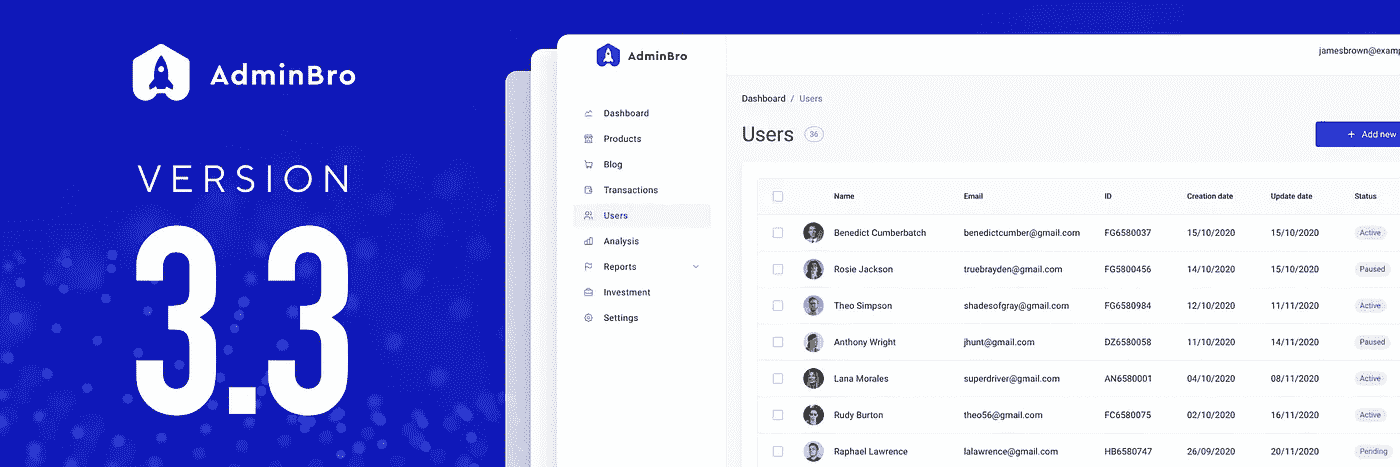 AdminBro
VERSION
3.3
AdminBro
Dashboard
Products
Blog
Transactions
Users
Analysis
Reports
Investment
Settings
jamesbrown@examp
Dashboard / Users
Users 36
+ Add new
Name Email ID Creation date Update date Status
Benedict Cumberbatch benedictcumber@gmail.com FG6580037 15/10/2020 15/10/2020 Active
Rosie Jackson truebrayden@gmail.com FG5800456 14/10/2020 15/10/2020 Paused
Theo Simpson shadesofgray@gmail.com FG6580984 12/10/2020 11/11/2020 Active
Anthony Wright jhunt@gmail.com DZ6580058 11/10/2020 14/11/2020 Paused
Lana Morales superdriver@gmail.com AN6580001 04/10/2020 08/11/2020 Active
Rudy Burton theo56@gmail.com FC6580075 02/10/2020 16/11/2020 Active
Raphael Lawrence lalawrence@gmail.com HB6580747 26/09/2020 20/11/2020 Pending